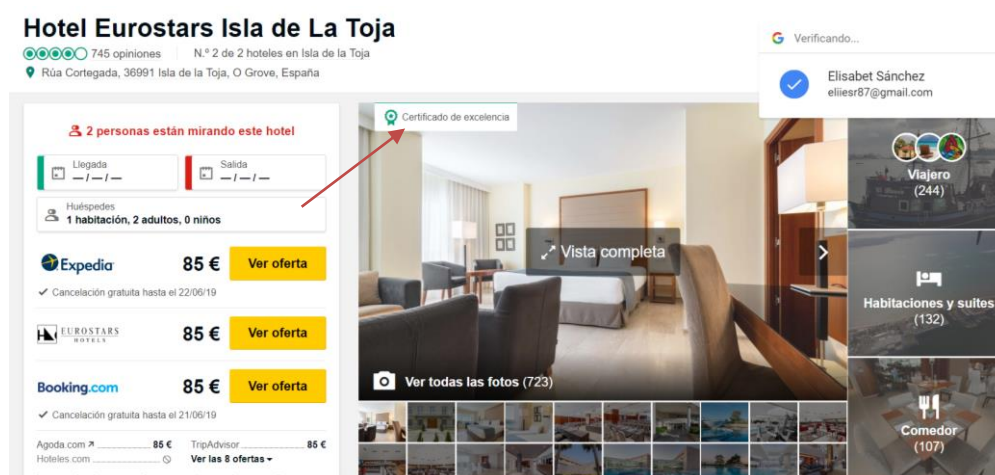 Hotel Eurostars Isla de La Toja
745 opiniones
N.º 2 de 2 hoteles en Isla de la Toja
Rúa Cortegada, 36991 Isla de la Toja, O Grove, España
Verificando...
Elisabet Sánchez
eliiesr87@gmail.com
2 personas están mirando este hotel
Llegada
— / — / —
Salida
— / — / —
Huéspedes
1 habitación, 2 adultos, 0 niños
Expedia
85 €
Ver oferta
Cancelación gratuita hasta el 22/06/19
EUROSTARS
HOTELS
85 €
Ver oferta
Booking.com
85 €
Ver oferta
Cancelación gratuita hasta el 21/06/19
Agoda.com 85 €
TripAdvisor 85 €
Hoteles.com
Ver las 8 ofertas
Certificado de excelencia
Vista completa
Ver todas las fotos (723)
Viajero
(244)
Habitaciones y suites
(132)
Comedor
(107)